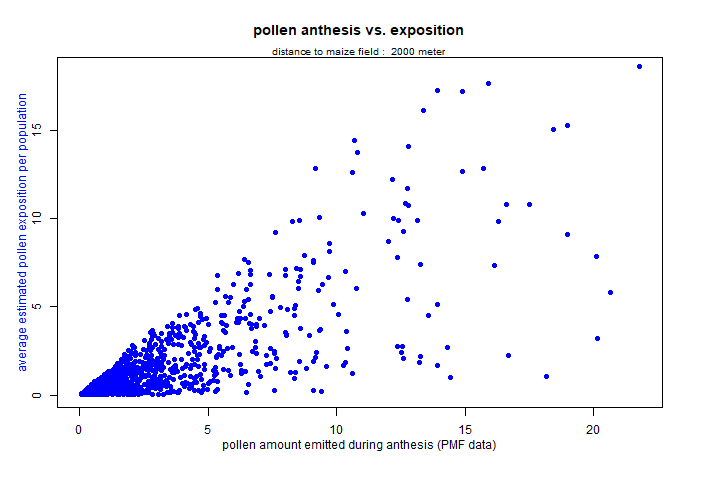 pollen anthesis vs. exposition
distance to maize field :  2000 meter
average estimated pollen exposition per population
15
10
5
0
0 5 10 15 20
pollen amount emitted during anthesis (PMF data)